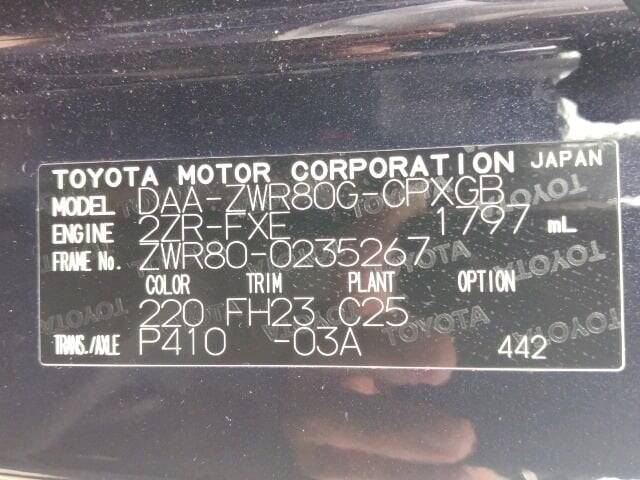 TOYOTA MOTOR CORPORATION JAPAN
MODEL DAA-ZWR80G-CPXGB
ENGINE 2ZR-FXE 1797 mL
FRAME No. ZWR80-0235267
COLOR TRIM PLANT OPTION
220 FH23 C25
TRANS./AXLE P410 -03A 442